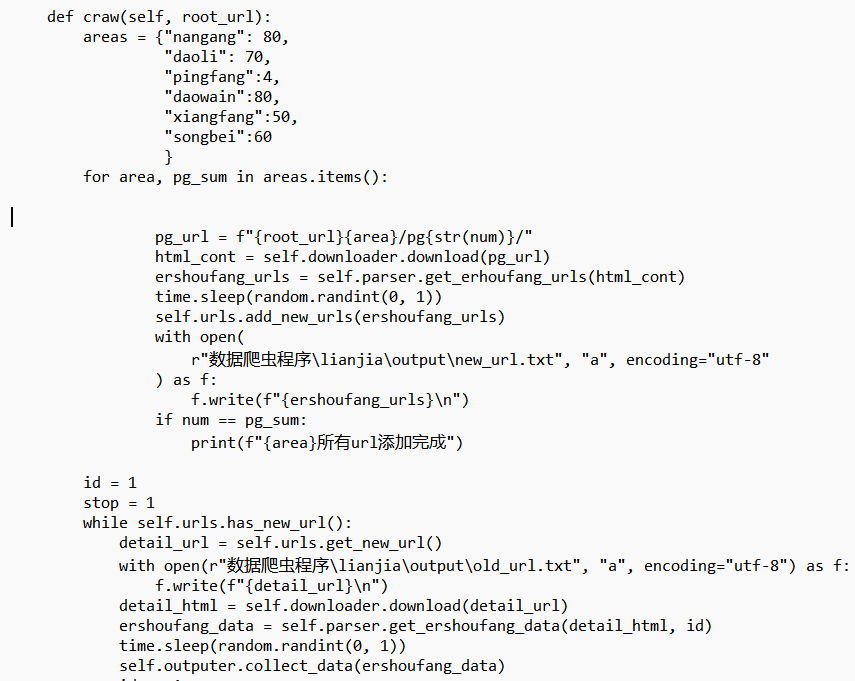 def craw(self, root_url):
areas = {"nangang": 80,
"daoli": 70,
"pingfang":4,
"daowain":80,
"xiangfang":50,
"songbei":60
}
for area, pg_sum in areas.items():
pg_url = f"{root_url}{area}/pg{str(num)}/"
html_cont = self.downloader.download(pg_url)
ershoufang_urls = self.parser.get_erhoufang_urls(html_cont)
time.sleep(random.randint(0, 1))
self.urls.add_new_urls(ershoufang_urls)
with open(
r"数据爬虫程序\lianjia\output\new_url.txt", "a", encoding="utf-8"
) as f:
f.write(f"{ershoufang_urls}\n")
if num == pg_sum:
print(f"{area}所有url添加完成")
id = 1
stop = 1
while self.urls.has_new_url():
detail_url = self.urls.get_new_url()
with open(r"数据爬虫程序\lianjia\output\old_url.txt", "a", encoding="utf-8") as f:
f.write(f"{detail_url}\n")
detail_html = self.downloader.download(detail_url)
ershoufang_data = self.parser.get_ershoufang_data(detail_html, id)
time.sleep(random.randint(0, 1))
self.outputer.collect_data(ershoufang_data)